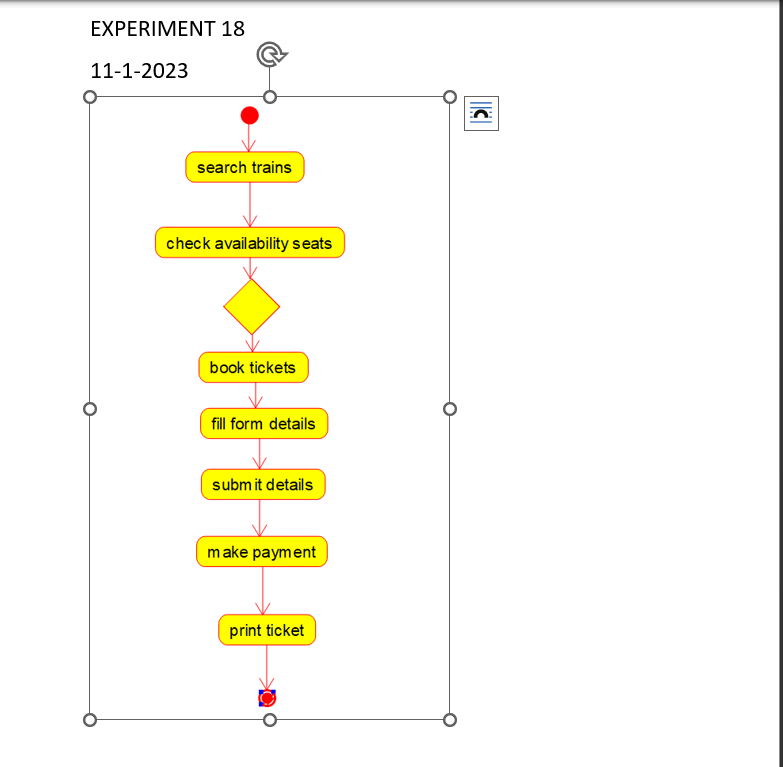 EXPERIMENT 18
11-1-2023
search trains
check availability seats
book tickets
fill form details
submit details
make payment
print ticket